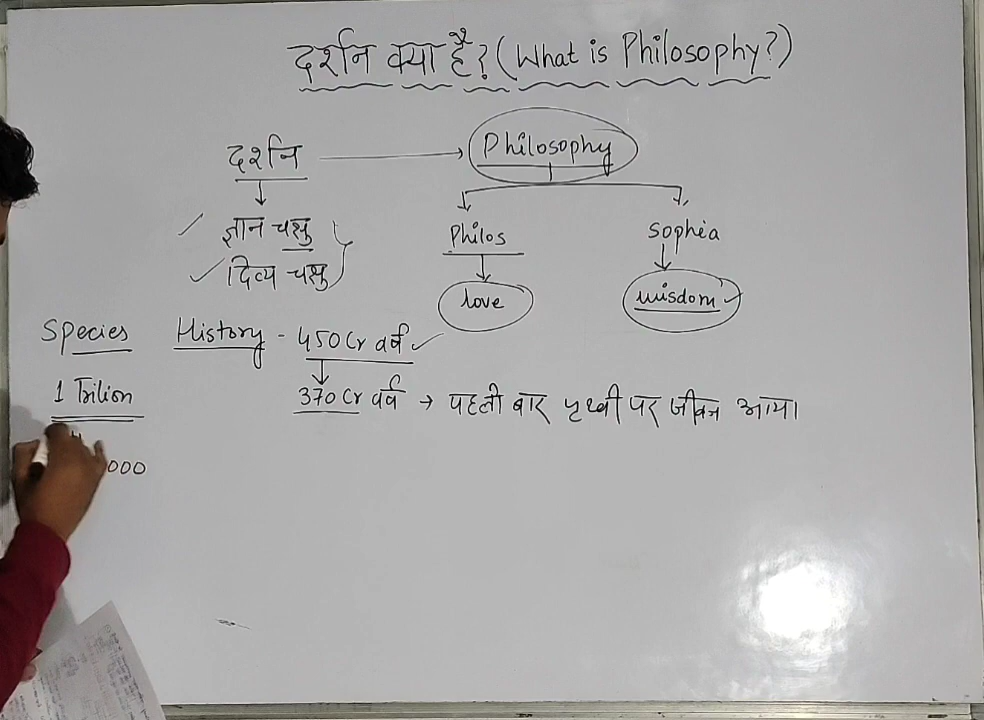 दर्शन क्या है? (What is Philosophy?)
दर्शन → Philosophy
ज्ञान चक्षु
दिव्य चक्षु
Philos
love
Sophia
wisdom
Species
1 Trilion
000
History - 450 Cr वर्ष
370 Cr वर्ष → पहली बार पृथ्वी पर जीवन आया।